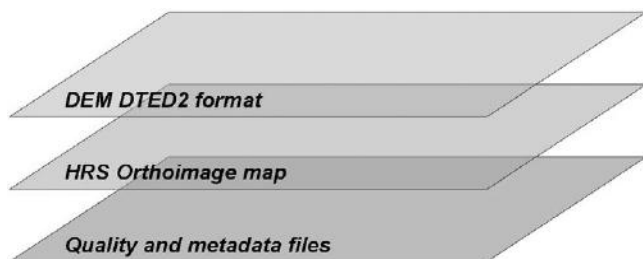 DEM DTED2 format
HRS Orthoimage map
Quality and metadata files